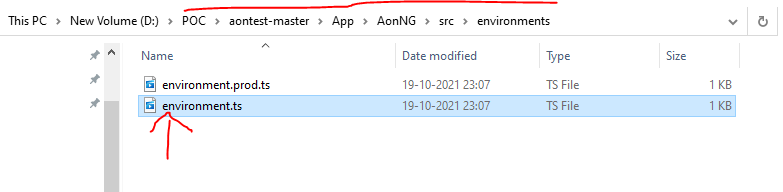 This PC > New Volume (D:) > POC > aontest-master > App > AonNG > src > environments
Name Date modified Type Size
environment.prod.ts 19-10-2021 23:07 TS File 1 KB
environment.ts 19-10-2021 23:07 TS File 1 KB